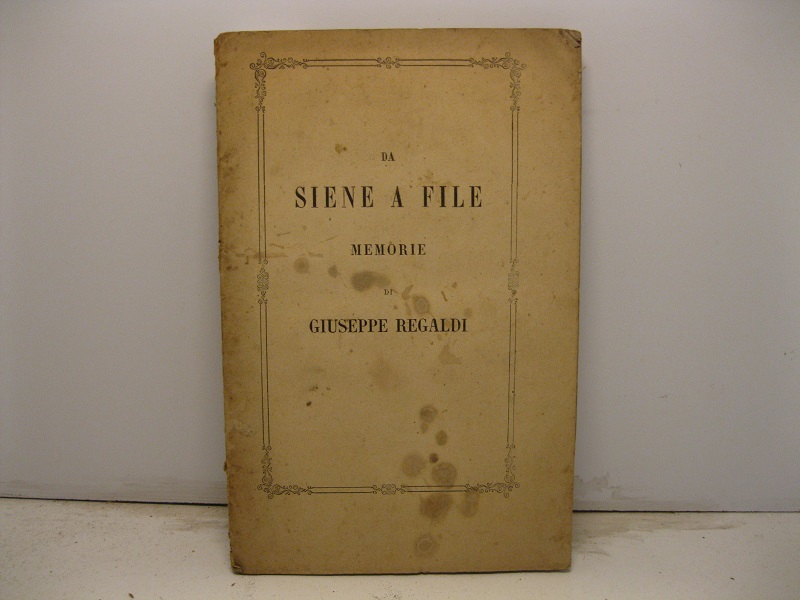 DA
SIENE A FILE
MEMORIE
DI
GIUSEPPE REGALDI